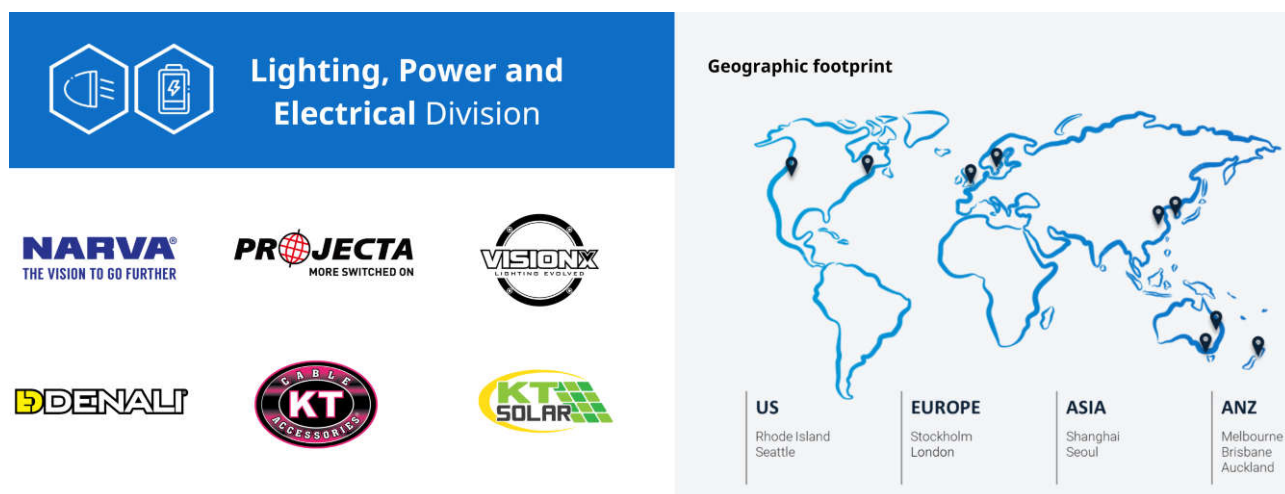 Lighting, Power and
Electrical Division
NARVA®
THE VISION TO GO FURTHER
PROJECTA
MORE SWITCHED ON
VISIONX
LIGHTING EVOLVED
DENALI
CABLE
KT
ACCESSORIES
KT
SOLAR
Geographic footprint
US
Rhode Island
Seattle
EUROPE
Stockholm
London
ASIA
Shanghai
Seoul
ANZ
Melbourne
Brisbane
Auckland